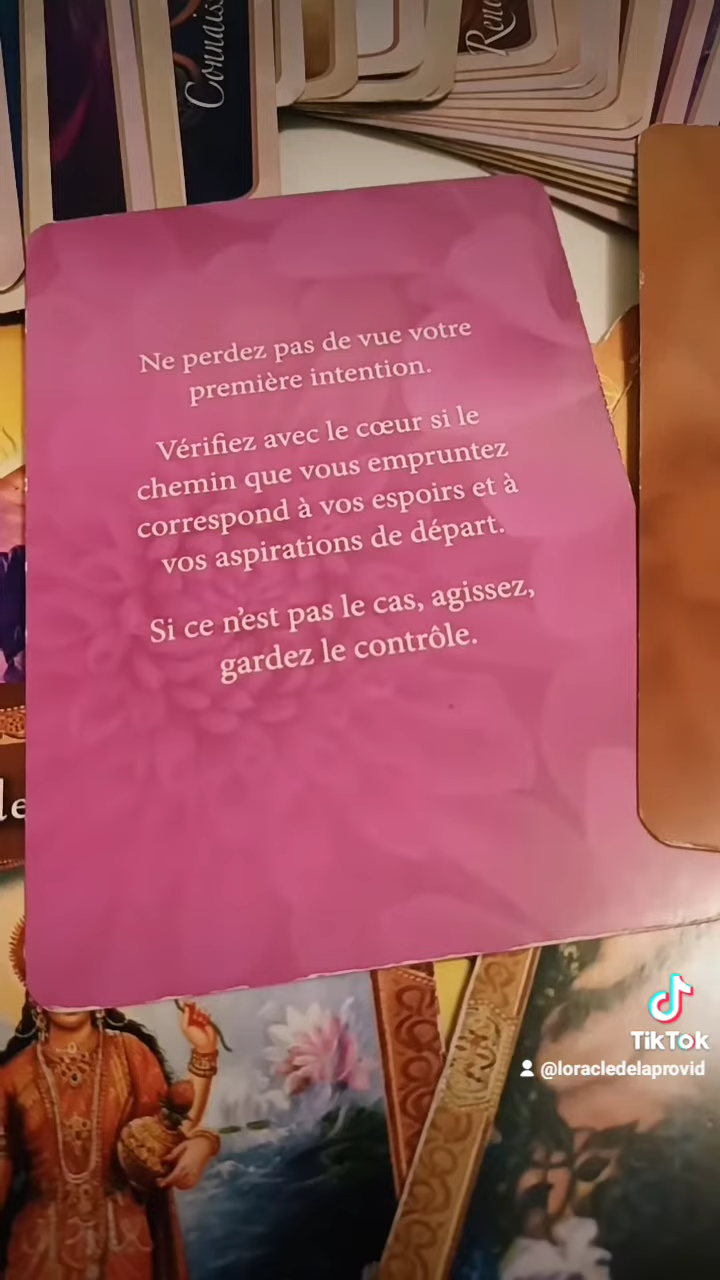 Ne perdez pas de vue votre
première intention.
Vérifiez avec le cœur si le
chemin que vous empruntez
correspond à vos espoirs et à
vos aspirations de départ.
Si ce n'est pas le cas, agissez,
gardez le contrôle.
TikTok
@loracledelaprovid